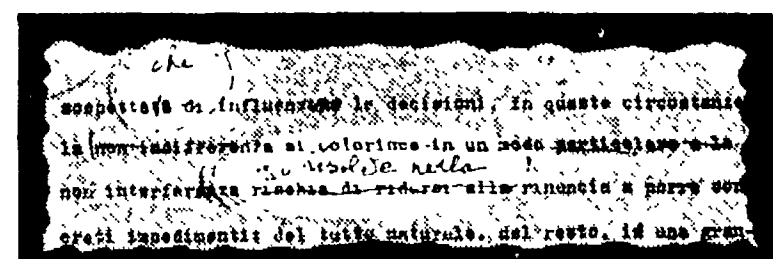 che
sospettata di influenzare le decisioni. In queste circostanze
la non-indifferenza si colorisce in un modo particolare e la
si risolve nella
non interferenza rischia di ridursi alla rinuncia a porre con
creti impedimenti: del tutto naturale, del resto, in una gran-